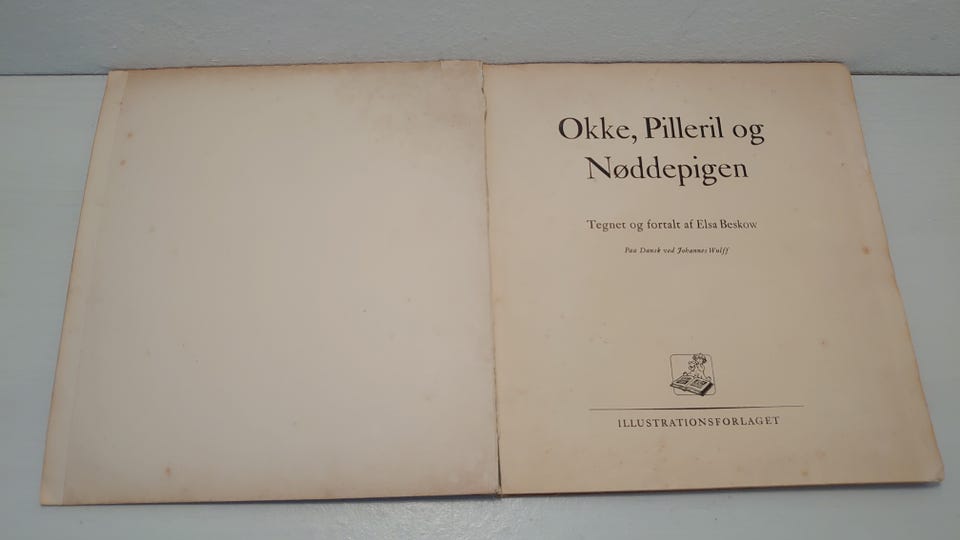 Okke, Pilleril og
Nøddepigen
Tegnet og fortalt af Elsa Beskow
Paa Dansk ved Johannes Wulff
ILLUSTRATIONSFORLAGET